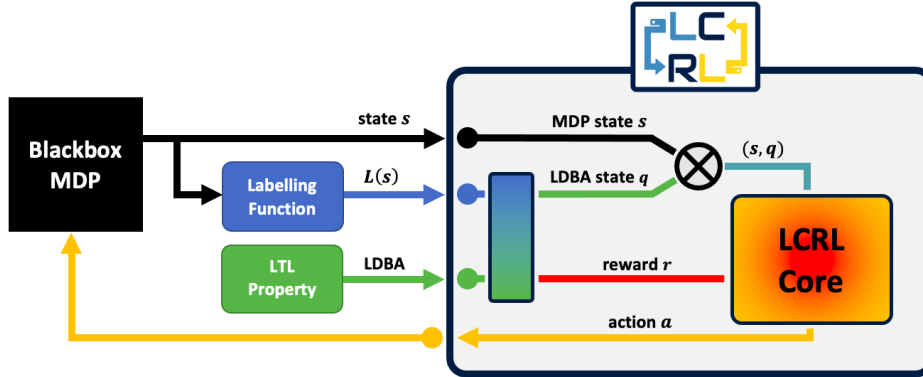 LC
RL
state s
MDP state s
(s, q)
Blackbox
MDP
Labelling
Function
L(s)
LDBA state q
LCRL
Core
LTL
Property
LDBA
reward r
action a